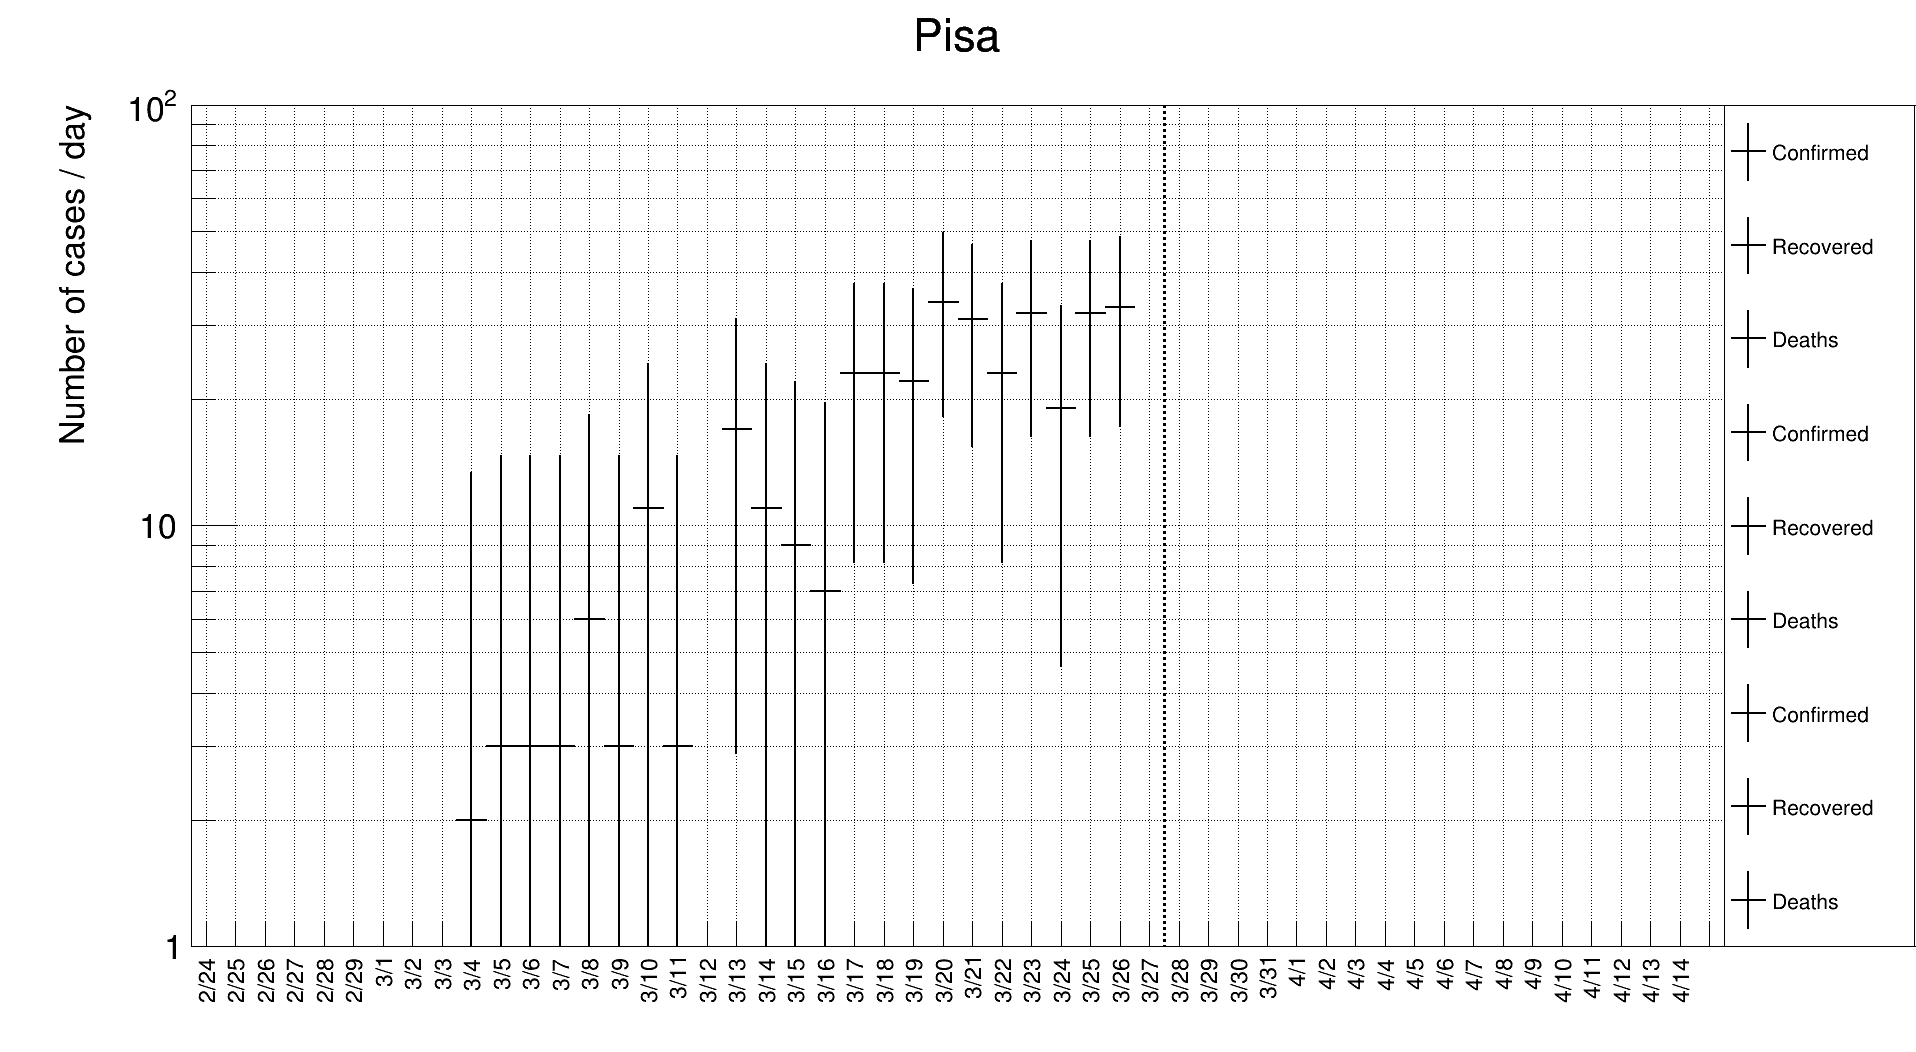 Pisa
Number of cases / day
10²
10
1
2/24 2/25 2/26 2/27 2/28 2/29 3/1 3/2 3/3 3/4 3/5 3/6 3/7 3/8 3/9 3/10 3/11 3/12 3/13 3/14 3/15 3/16 3/17 3/18 3/19 3/20 3/21 3/22 3/23 3/24 3/25 3/26 3/27 3/28 3/29 3/30 3/31 4/1 4/2 4/3 4/4 4/5 4/6 4/7 4/8 4/9 4/10 4/11 4/12 4/13 4/14
Confirmed
Recovered
Deaths
Confirmed
Recovered
Deaths
Confirmed
Recovered
Deaths